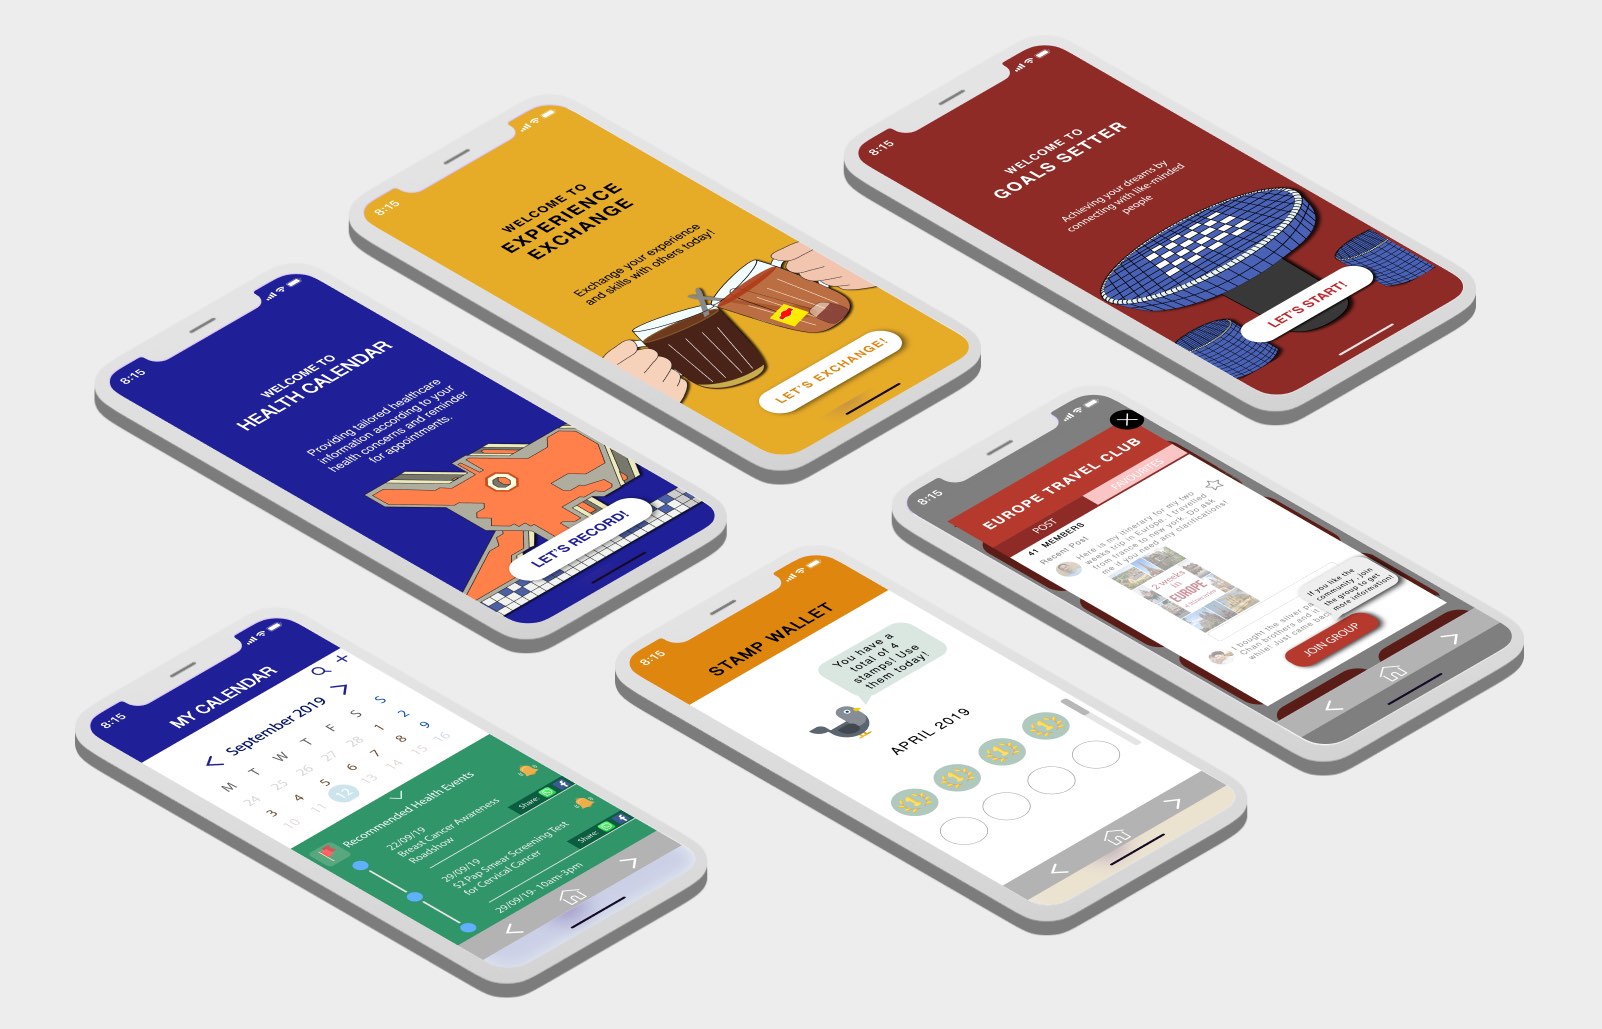 8:15
WELCOME TO
HEALTH CALENDAR
Providing tailored healthcare
information according to your
health concerns and reminder
for appointments.
LET'S RECORD!
8:15
WELCOME TO
EXPERIENCE
EXCHANGE
Exchange your experience
and skills with others today!
LET'S EXCHANGE!
8:15
WELCOME TO
GOALS SETTER
Achieving your dreams by
connecting with like-minded
people
LET'S START!
8:15
MY CALENDAR
September 2019
M T W T F S S
24 25 26 27 28 1 2
3 4 5 6 7 8 9
10 11 12 13 14 15 16
Recommended Health Events
22/09/19
Breast Cancer Awareness
Roadshow
Share:
29/09/19
$2 Pap Smear Screening Test
for Cervical Cancer
Share:
29/09/19- 10am-3pm
8:15
STAMP WALLET
You have a
total of 4
stamps! Use
them today!
APRIL 2019
1 1 1 1
8:15
EUROPE TRAVEL CLUB
POST
FAVOURITES
41 MEMBERS
Recent Post
Here is my itinerary for my two
weeks trip in Europe. I travelled
from france to new york. Do ask
me if you need any clarifications!
2 weeks
in
EUROPE
I bought the silver pa
Chan brothers and it
while! Just came bac
If you like the
community, join
the group to get
more information!
JOIN GROUP